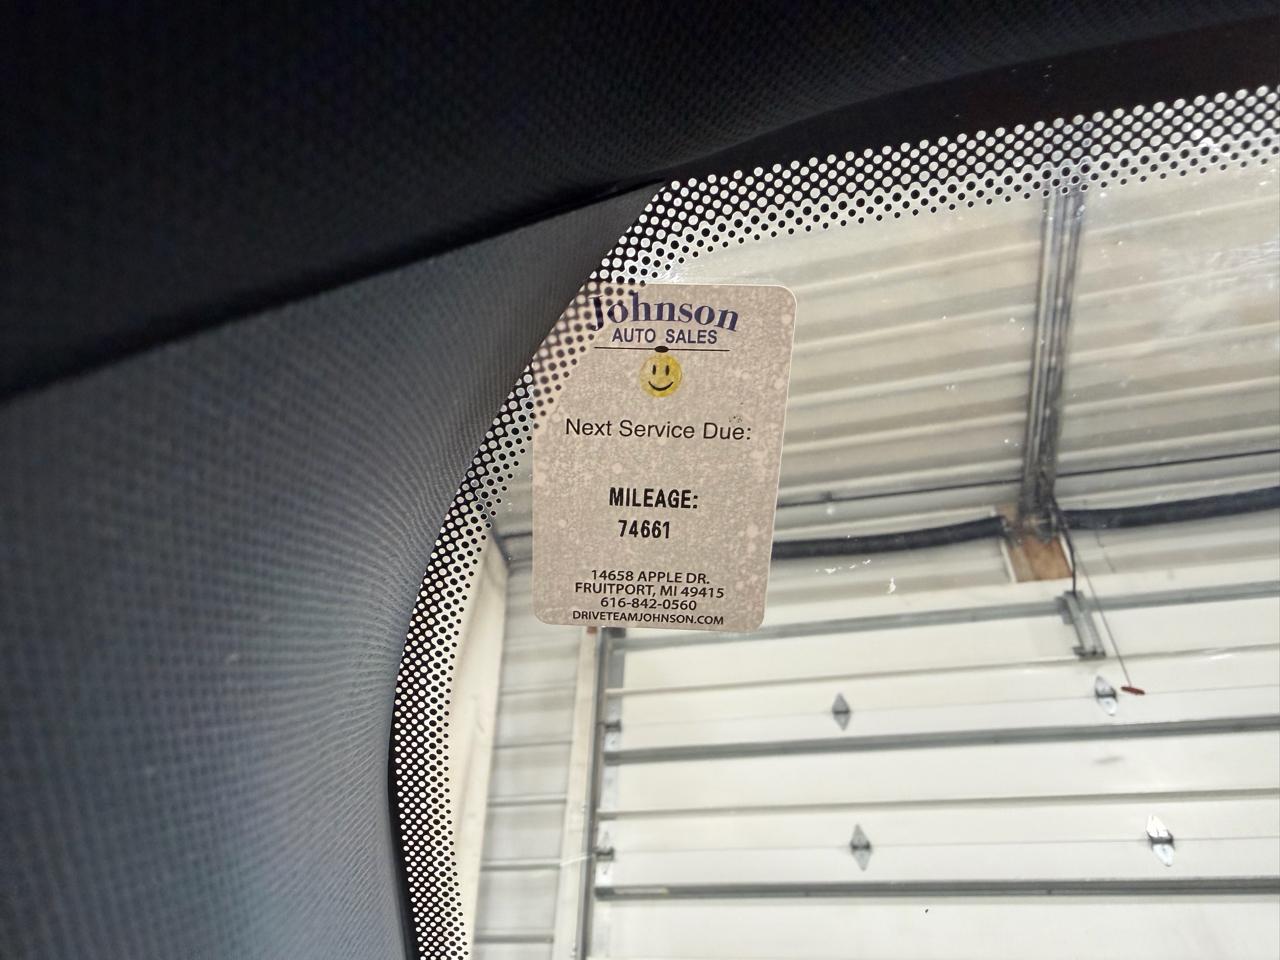 Johnson
AUTO SALES
Next Service Due:
MILEAGE:
74661
14658 APPLE DR.
FRUITPORT, MI 49415
616-842-0560
DRIVETEAMJOHNSON.COM